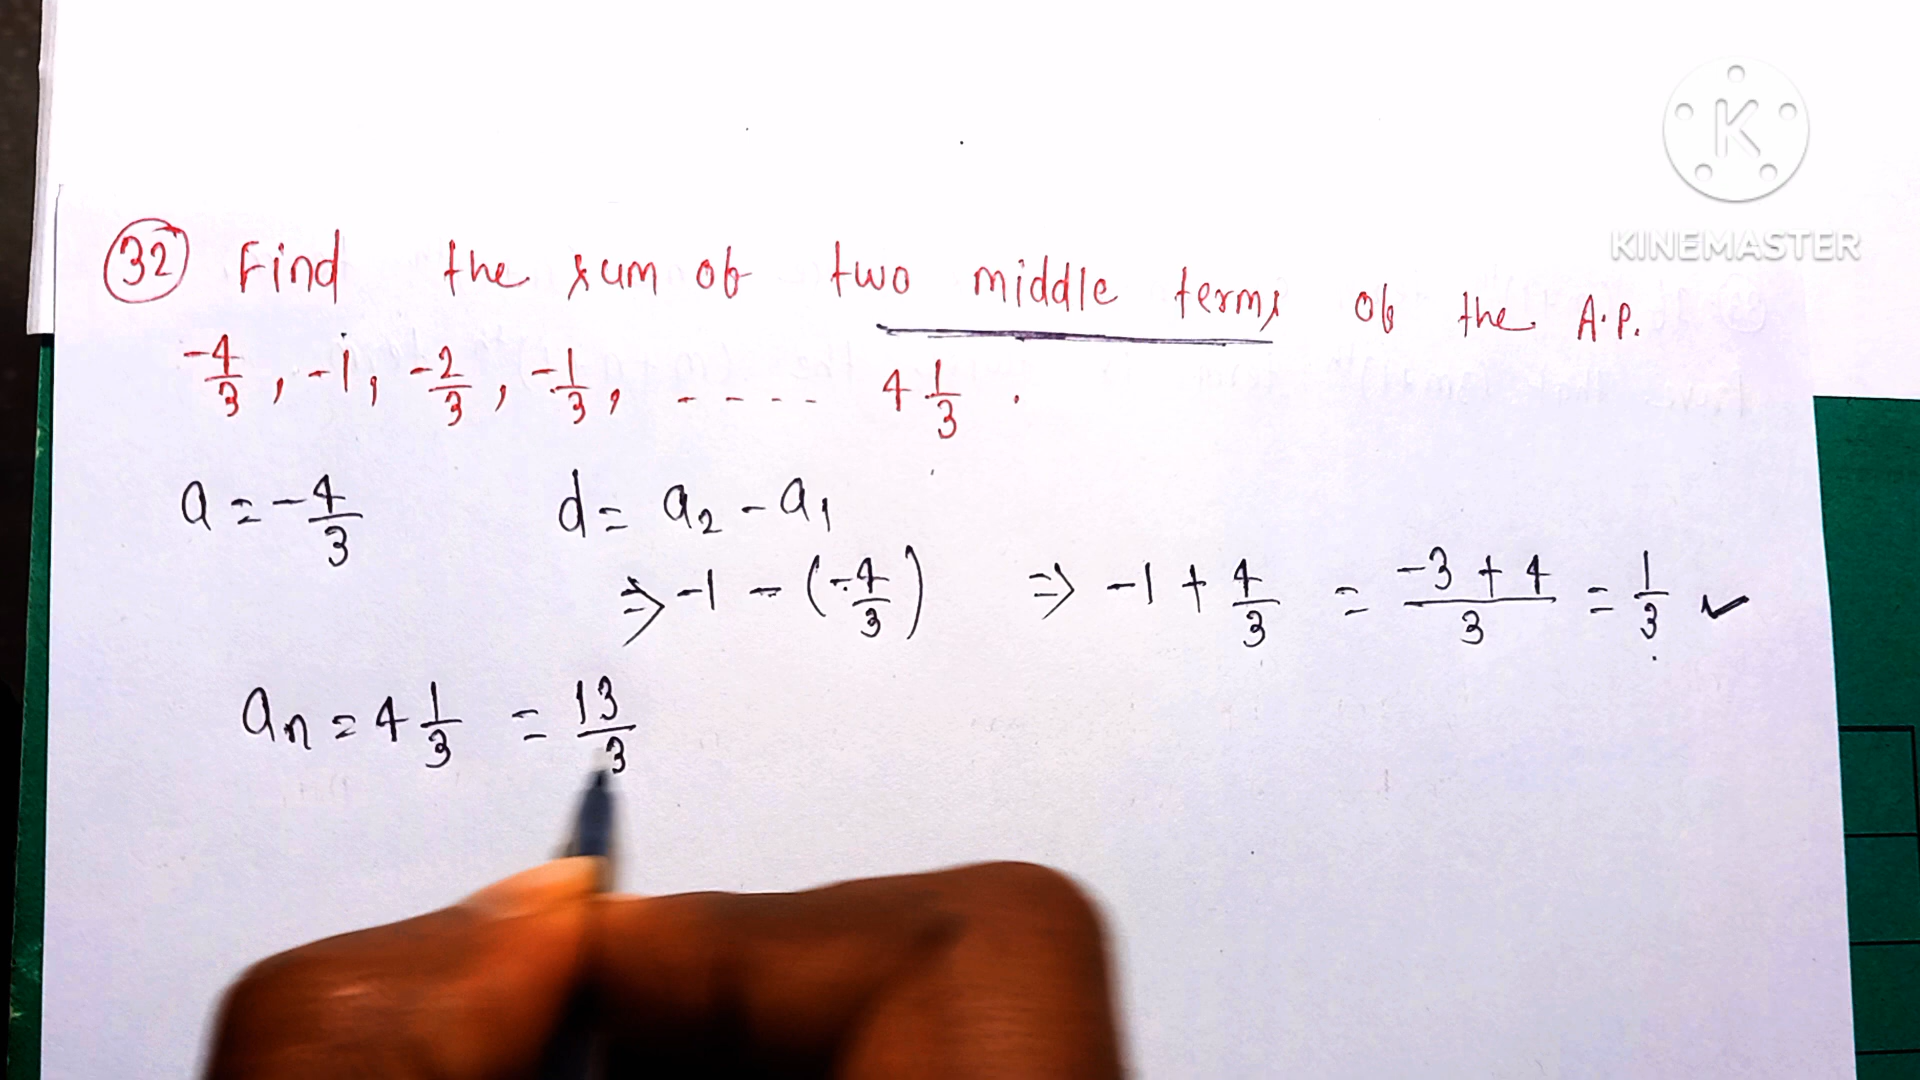 K
KINEMASTER
32 Find the sum of two middle terms of the A.P.
-4/3, -1, -2/3, -1/3, ---- 4 1/3 .
a = -4/3 d = a₂ - a₁
⇒ -1 - (-4/3) ⇒ -1 + 4/3 = (-3 + 4)/3 = 1/3 ✓
aₙ = 4 1/3 = 13/3